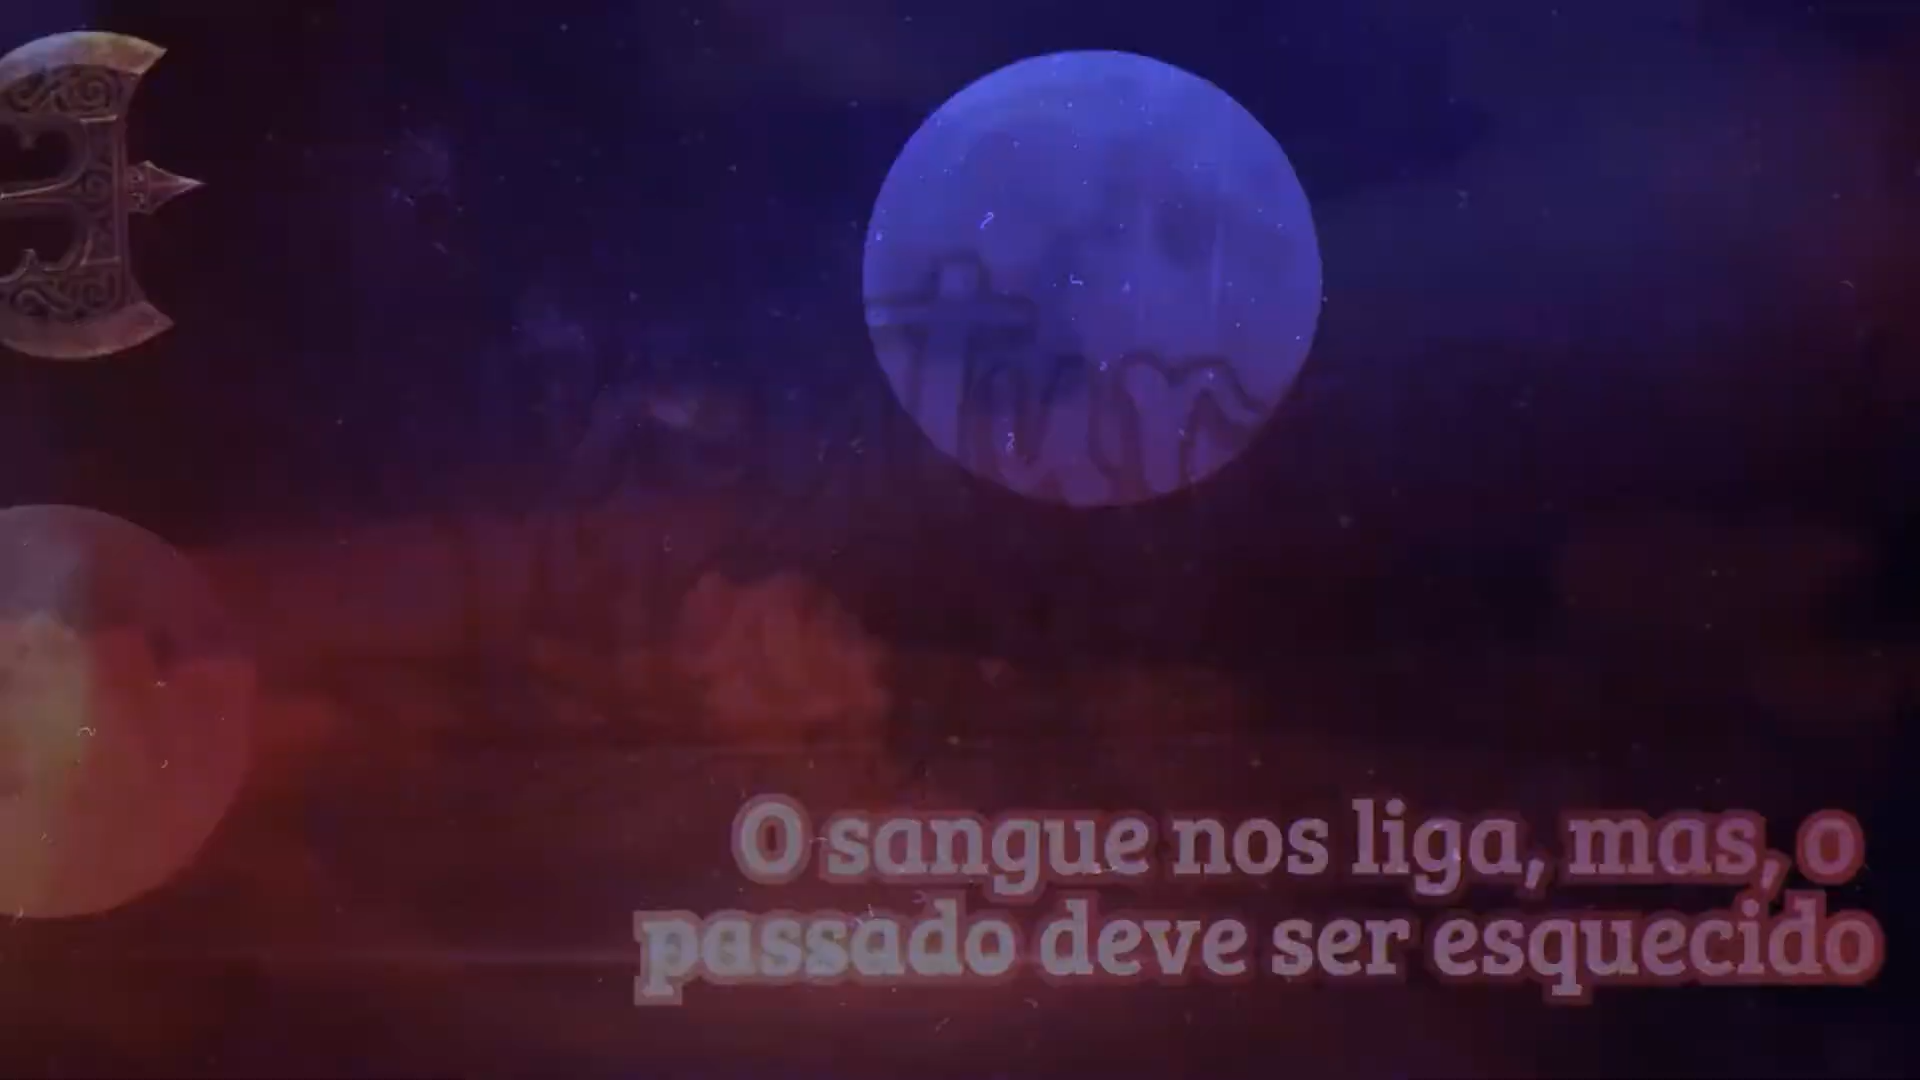 O sangue nos liga, mas, o
passado deve ser esquecido